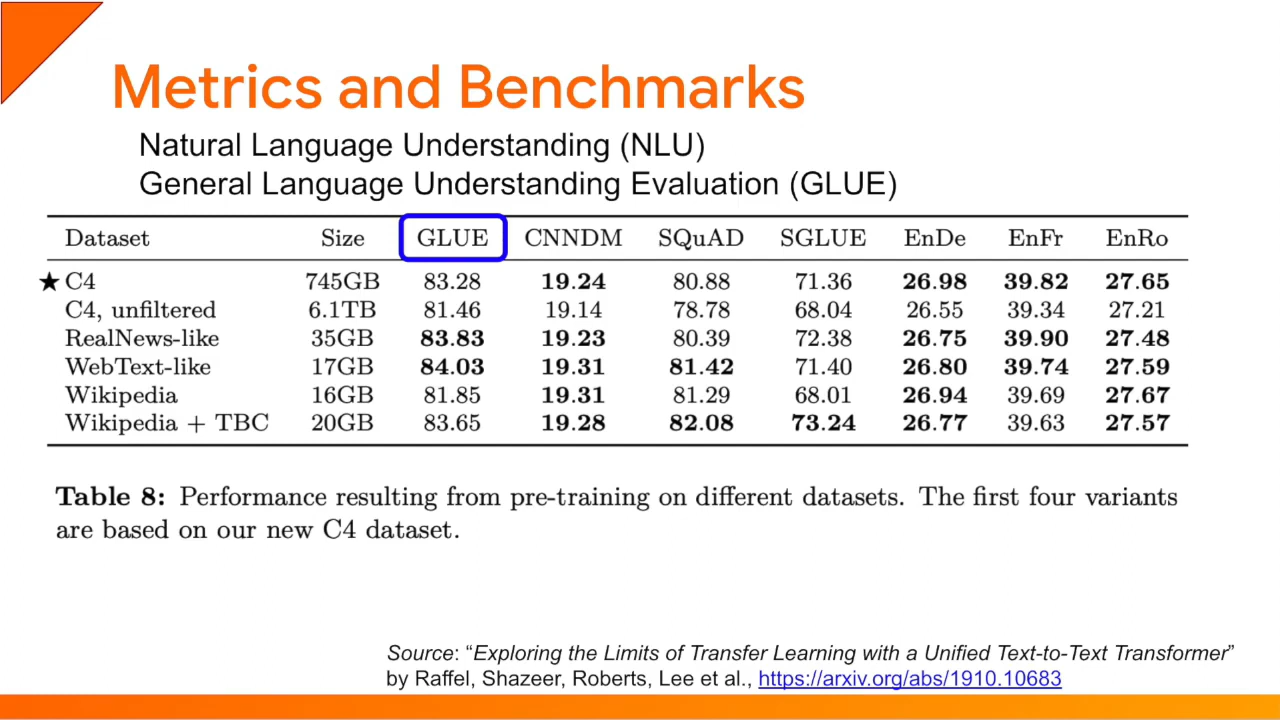 Metrics and Benchmarks
Natural Language Understanding (NLU)
General Language Understanding Evaluation (GLUE)
Dataset Size GLUE CNNDM SQuAD SGLUE EnDe EnFr EnRo
★ C4 745GB 83.28 19.24 80.88 71.36 26.98 39.82 27.65
C4, unfiltered 6.1TB 81.46 19.14 78.78 68.04 26.55 39.34 27.21
RealNews-like 35GB 83.83 19.23 80.39 72.38 26.75 39.90 27.48
WebText-like 17GB 84.03 19.31 81.42 71.40 26.80 39.74 27.59
Wikipedia 16GB 81.85 19.31 81.29 68.01 26.94 39.69 27.67
Wikipedia + TBC 20GB 83.65 19.28 82.08 73.24 26.77 39.63 27.57
Table 8: Performance resulting from pre-training on different datasets. The first four variants
are based on our new C4 dataset.
Source: “Exploring the Limits of Transfer Learning with a Unified Text-to-Text Transformer”
by Raffel, Shazeer, Roberts, Lee et al., https://arxiv.org/abs/1910.10683